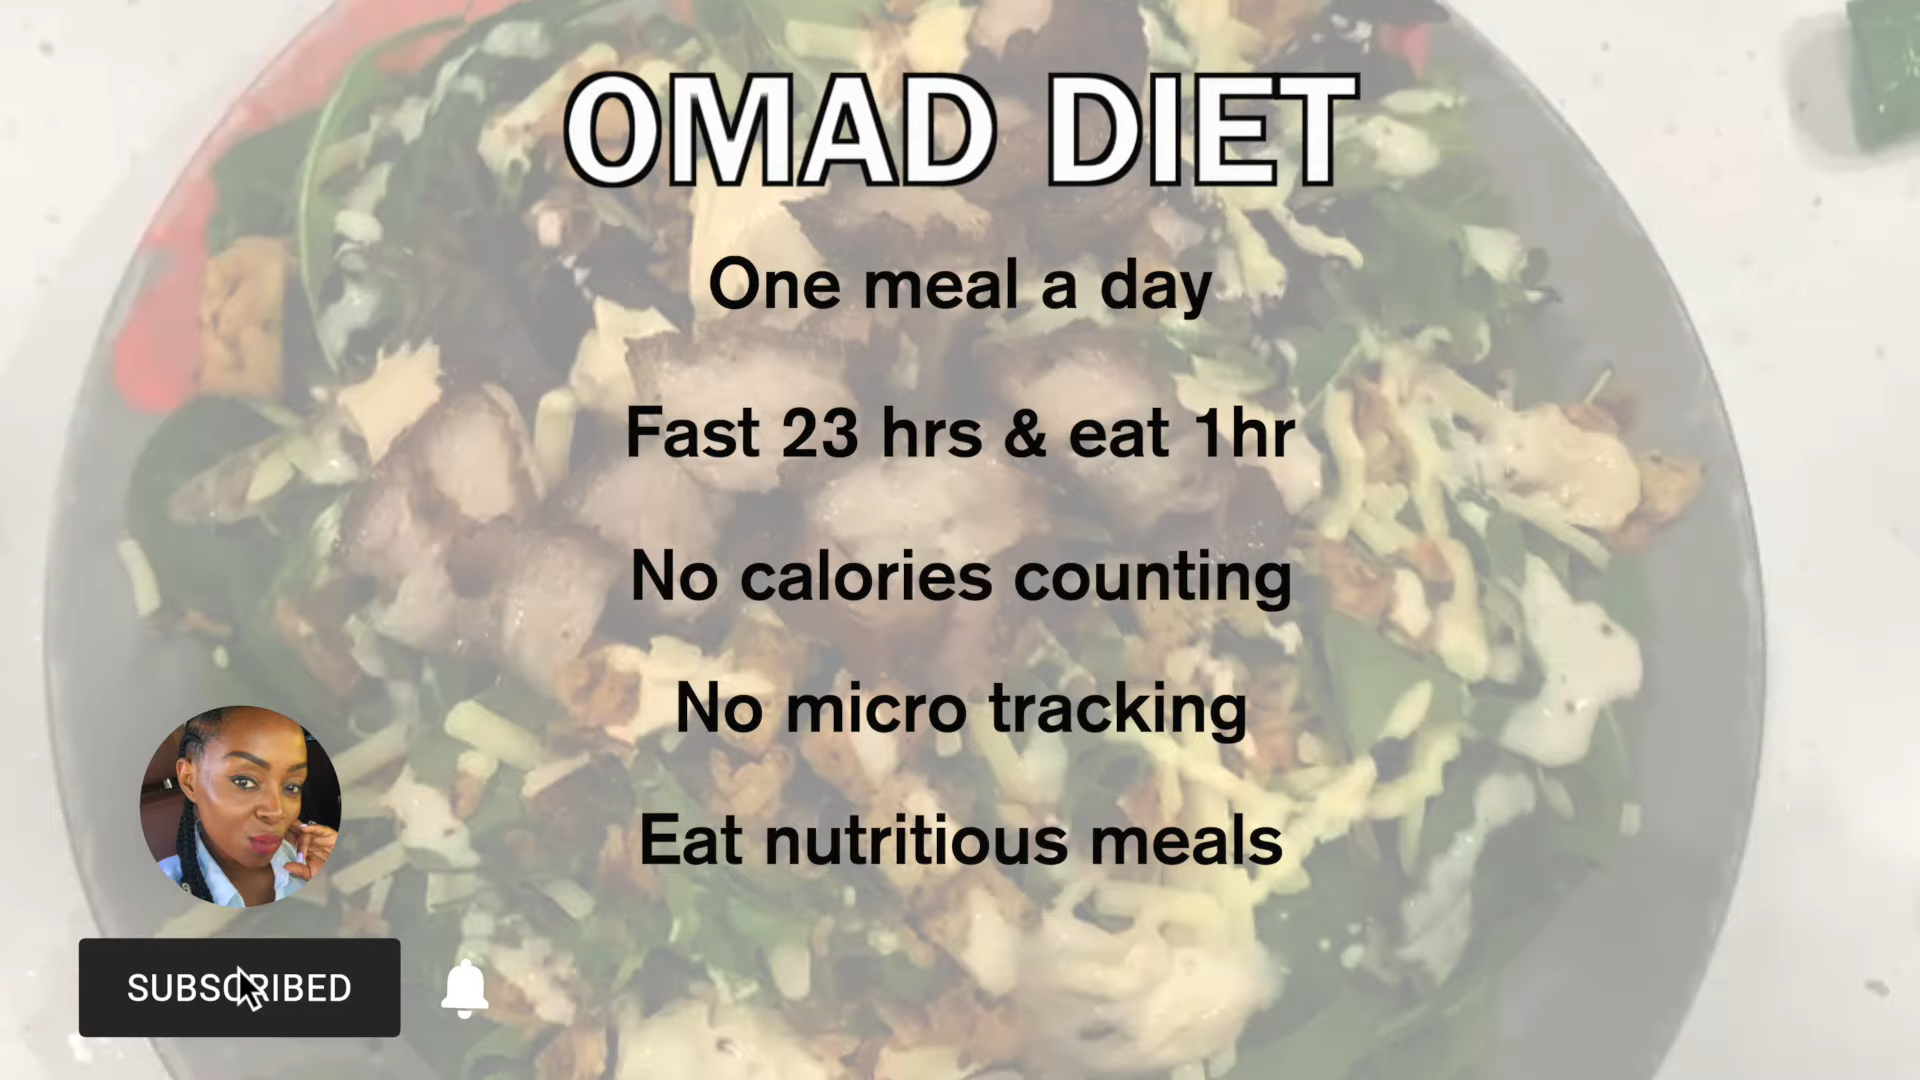 OMAD DIET
One meal a day
Fast 23 hrs & eat 1hr
No calories counting
No micro tracking
Eat nutritious meals
SUBSCRIBED